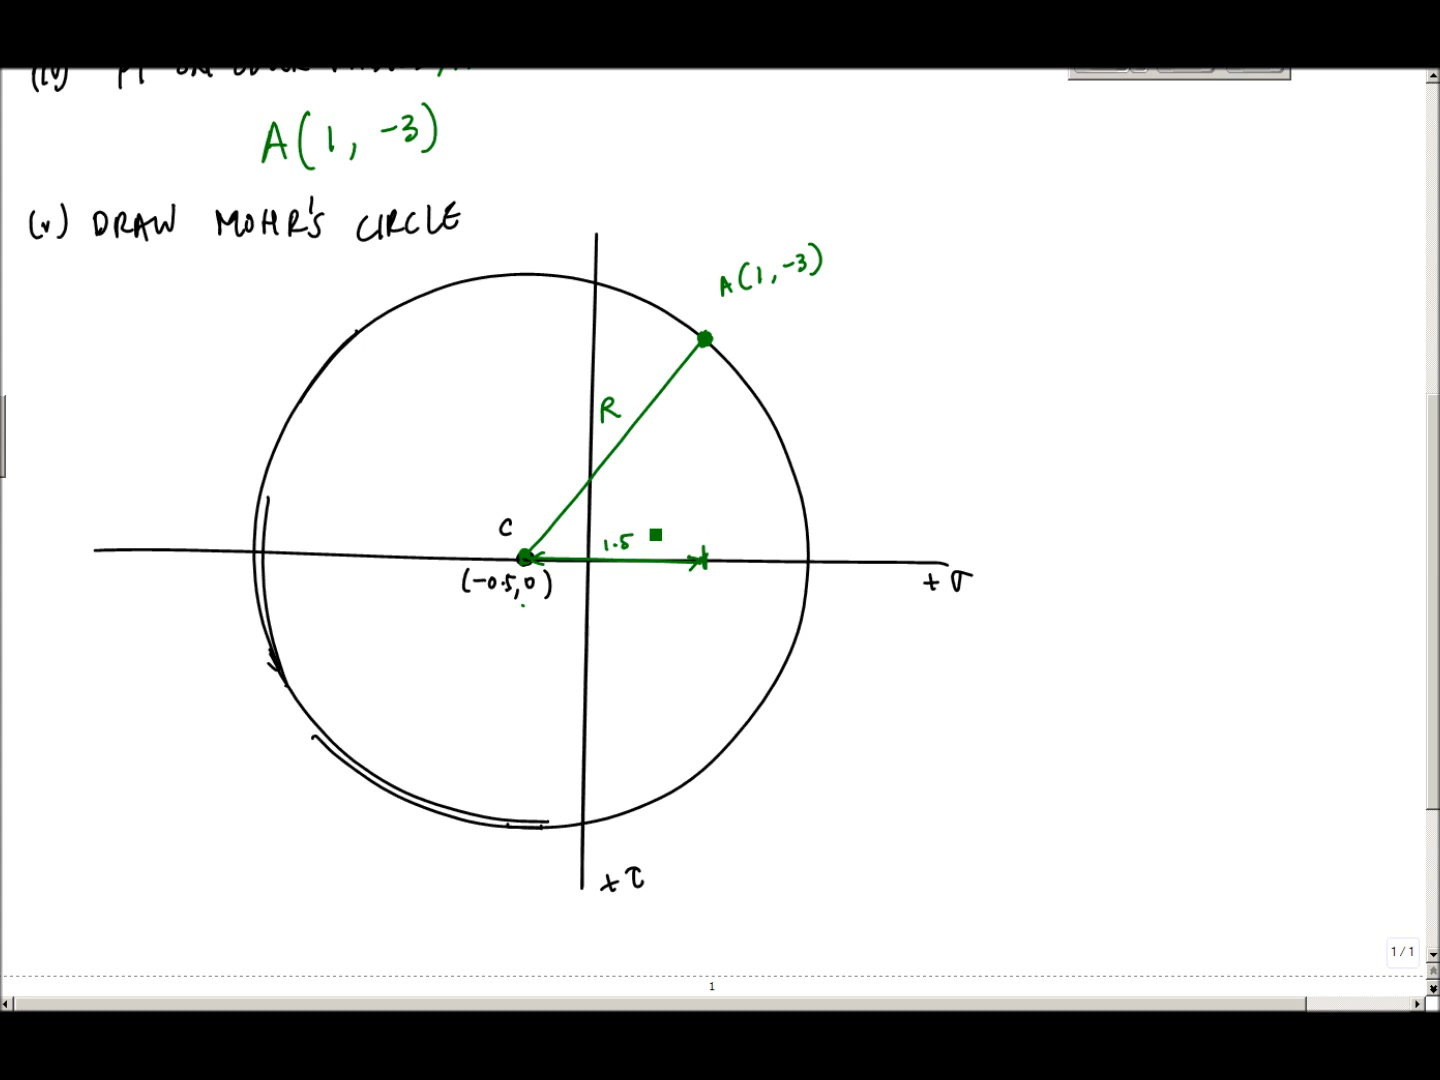 A(1, -3)
(v) DRAW MOHR'S CIRCLE
A(1, -3)
R
C
1.5
(-0.5, 0)
+ σ
+ τ
1 / 1
1